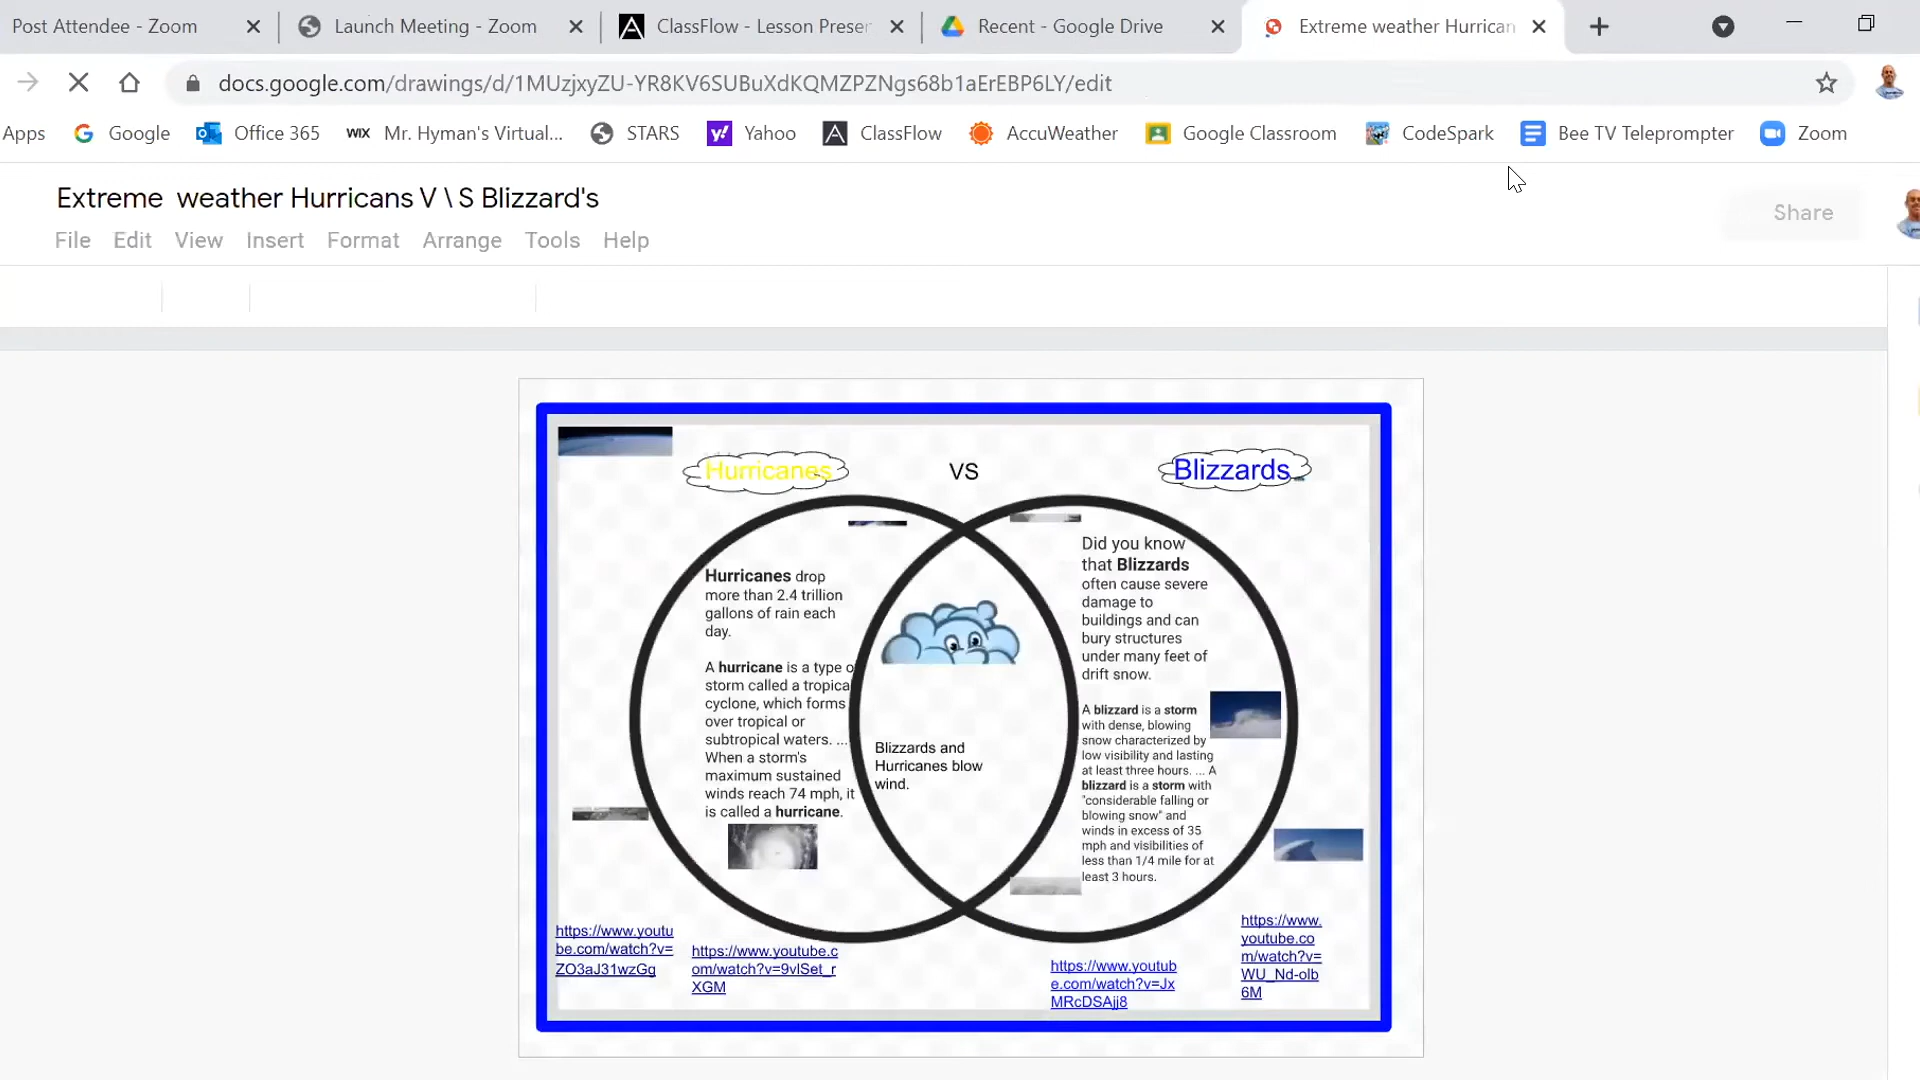 Post Attendee - Zoom
Launch Meeting - Zoom
ClassFlow - Lesson Preser
Recent - Google Drive
Extreme weather Hurrican
docs.google.com/drawings/d/1MUzjxyZU-YR8KV6SUBuXdKQMZPZNgs68b1aErEBP6LY/edit
Apps
Google
Office 365
WIX Mr. Hyman's Virtual...
STARS
Yahoo
ClassFlow
AccuWeather
Google Classroom
CodeSpark
Bee TV Teleprompter
Zoom
Extreme weather Hurricans V \ S Blizzard's
Share
File Edit View Insert Format Arrange Tools Help
Hurricanes
VS
Blizzards
Hurricanes drop
more than 2.4 trillion
gallons of rain each
day.
A hurricane is a type o
storm called a tropica
cyclone, which forms
over tropical or
subtropical waters. ...
When a storm's
maximum sustained
winds reach 74 mph, it
is called a hurricane.
Blizzards and
Hurricanes blow
wind.
Did you know
that Blizzards
often cause severe
damage to
buildings and can
bury structures
under many feet of
drift snow.
A blizzard is a storm
with dense, blowing
snow characterized by
low visibility and lasting
at least three hours. ... A
blizzard is a storm with
"considerable falling or
blowing snow" and
winds in excess of 35
mph and visibilities of
less than 1/4 mile for at
least 3 hours.
https://www.youtu
be.com/watch?v=
ZO3aJ31wzGg
https://www.youtube.c
om/watch?v=9vlSet_r
XGM
https://www.youtub
e.com/watch?v=Jx
MRcDSAjj8
https://www.
youtube.co
m/watch?v=
WU_Nd-olb
6M